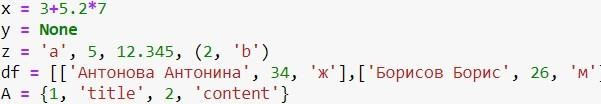 x = 3+5.2*7
y = None
z = 'a', 5, 12.345, (2, 'b')
df = [['Антонова Антонина', 34, 'ж'],['Борисов Борис', 26, 'м']
A = {1, 'title', 2, 'content'}